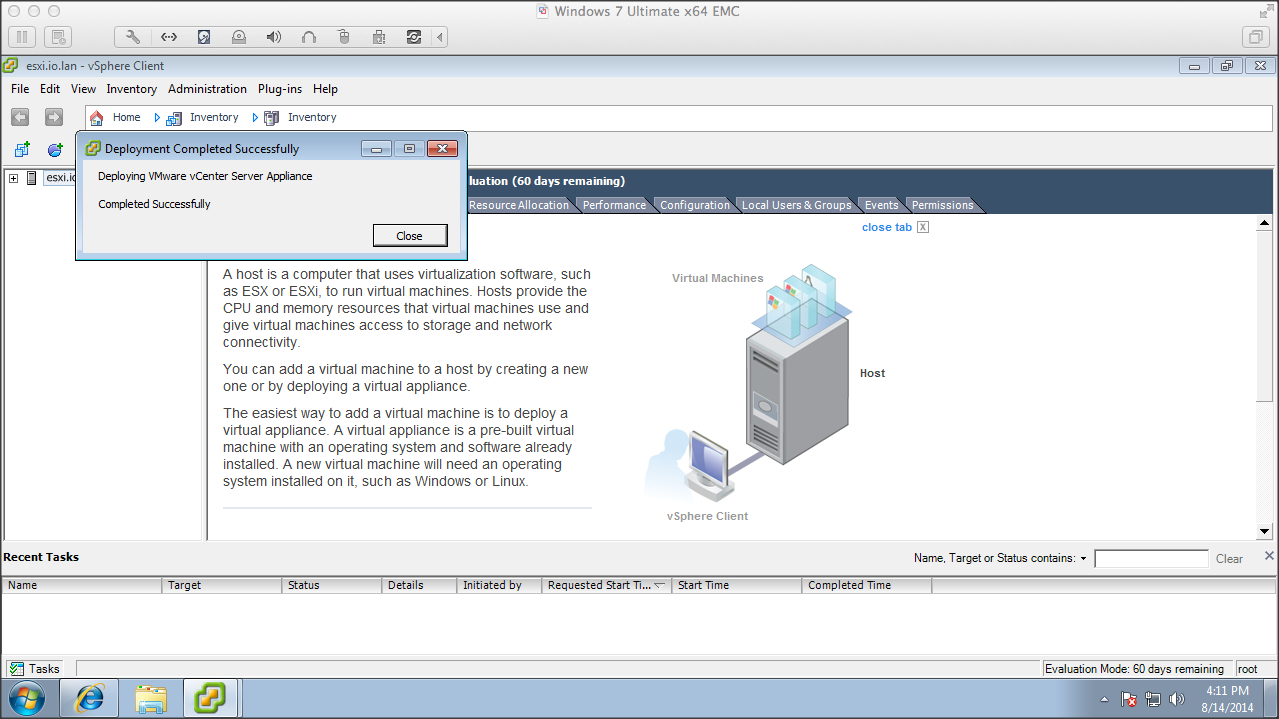 Windows 7 Ultimate x64 EMC
esxi.io.lan - vSphere Client
File Edit View Inventory Administration Plug-ins Help
Home Inventory Inventory
Deployment Completed Successfully
Deploying VMware vCenter Server Appliance
Completed Successfully
Close
esxi.io
luation (60 days remaining)
Resource Allocation Performance Configuration Local Users & Groups Events Permissions
close tab X
A host is a computer that uses virtualization software, such
as ESX or ESXi, to run virtual machines. Hosts provide the
CPU and memory resources that virtual machines use and
give virtual machines access to storage and network
connectivity.
You can add a virtual machine to a host by creating a new
one or by deploying a virtual appliance.
The easiest way to add a virtual machine is to deploy a
virtual appliance. A virtual appliance is a pre-built virtual
machine with an operating system and software already
installed. A new virtual machine will need an operating
system installed on it, such as Windows or Linux.
Virtual Machines
Host
vSphere Client
Recent Tasks
Name, Target or Status contains: Clear
Name Target Status Details Initiated by Requested Start Ti... Start Time Completed Time
Tasks
Evaluation Mode: 60 days remaining root
4:11 PM
8/14/2014